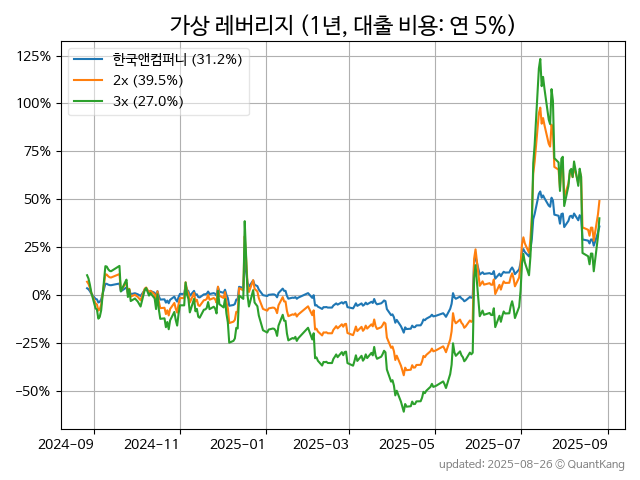 가상 레버리지 (1년, 대출 비용: 연 5%)
한국앤컴퍼니 (31.2%)
2x (39.5%)
3x (27.0%)
125%
100%
75%
50%
25%
0%
−25%
−50%
2024-09 2024-11 2025-01 2025-03 2025-05 2025-07 2025-09
updated: 2025-08-26 © QuantKang